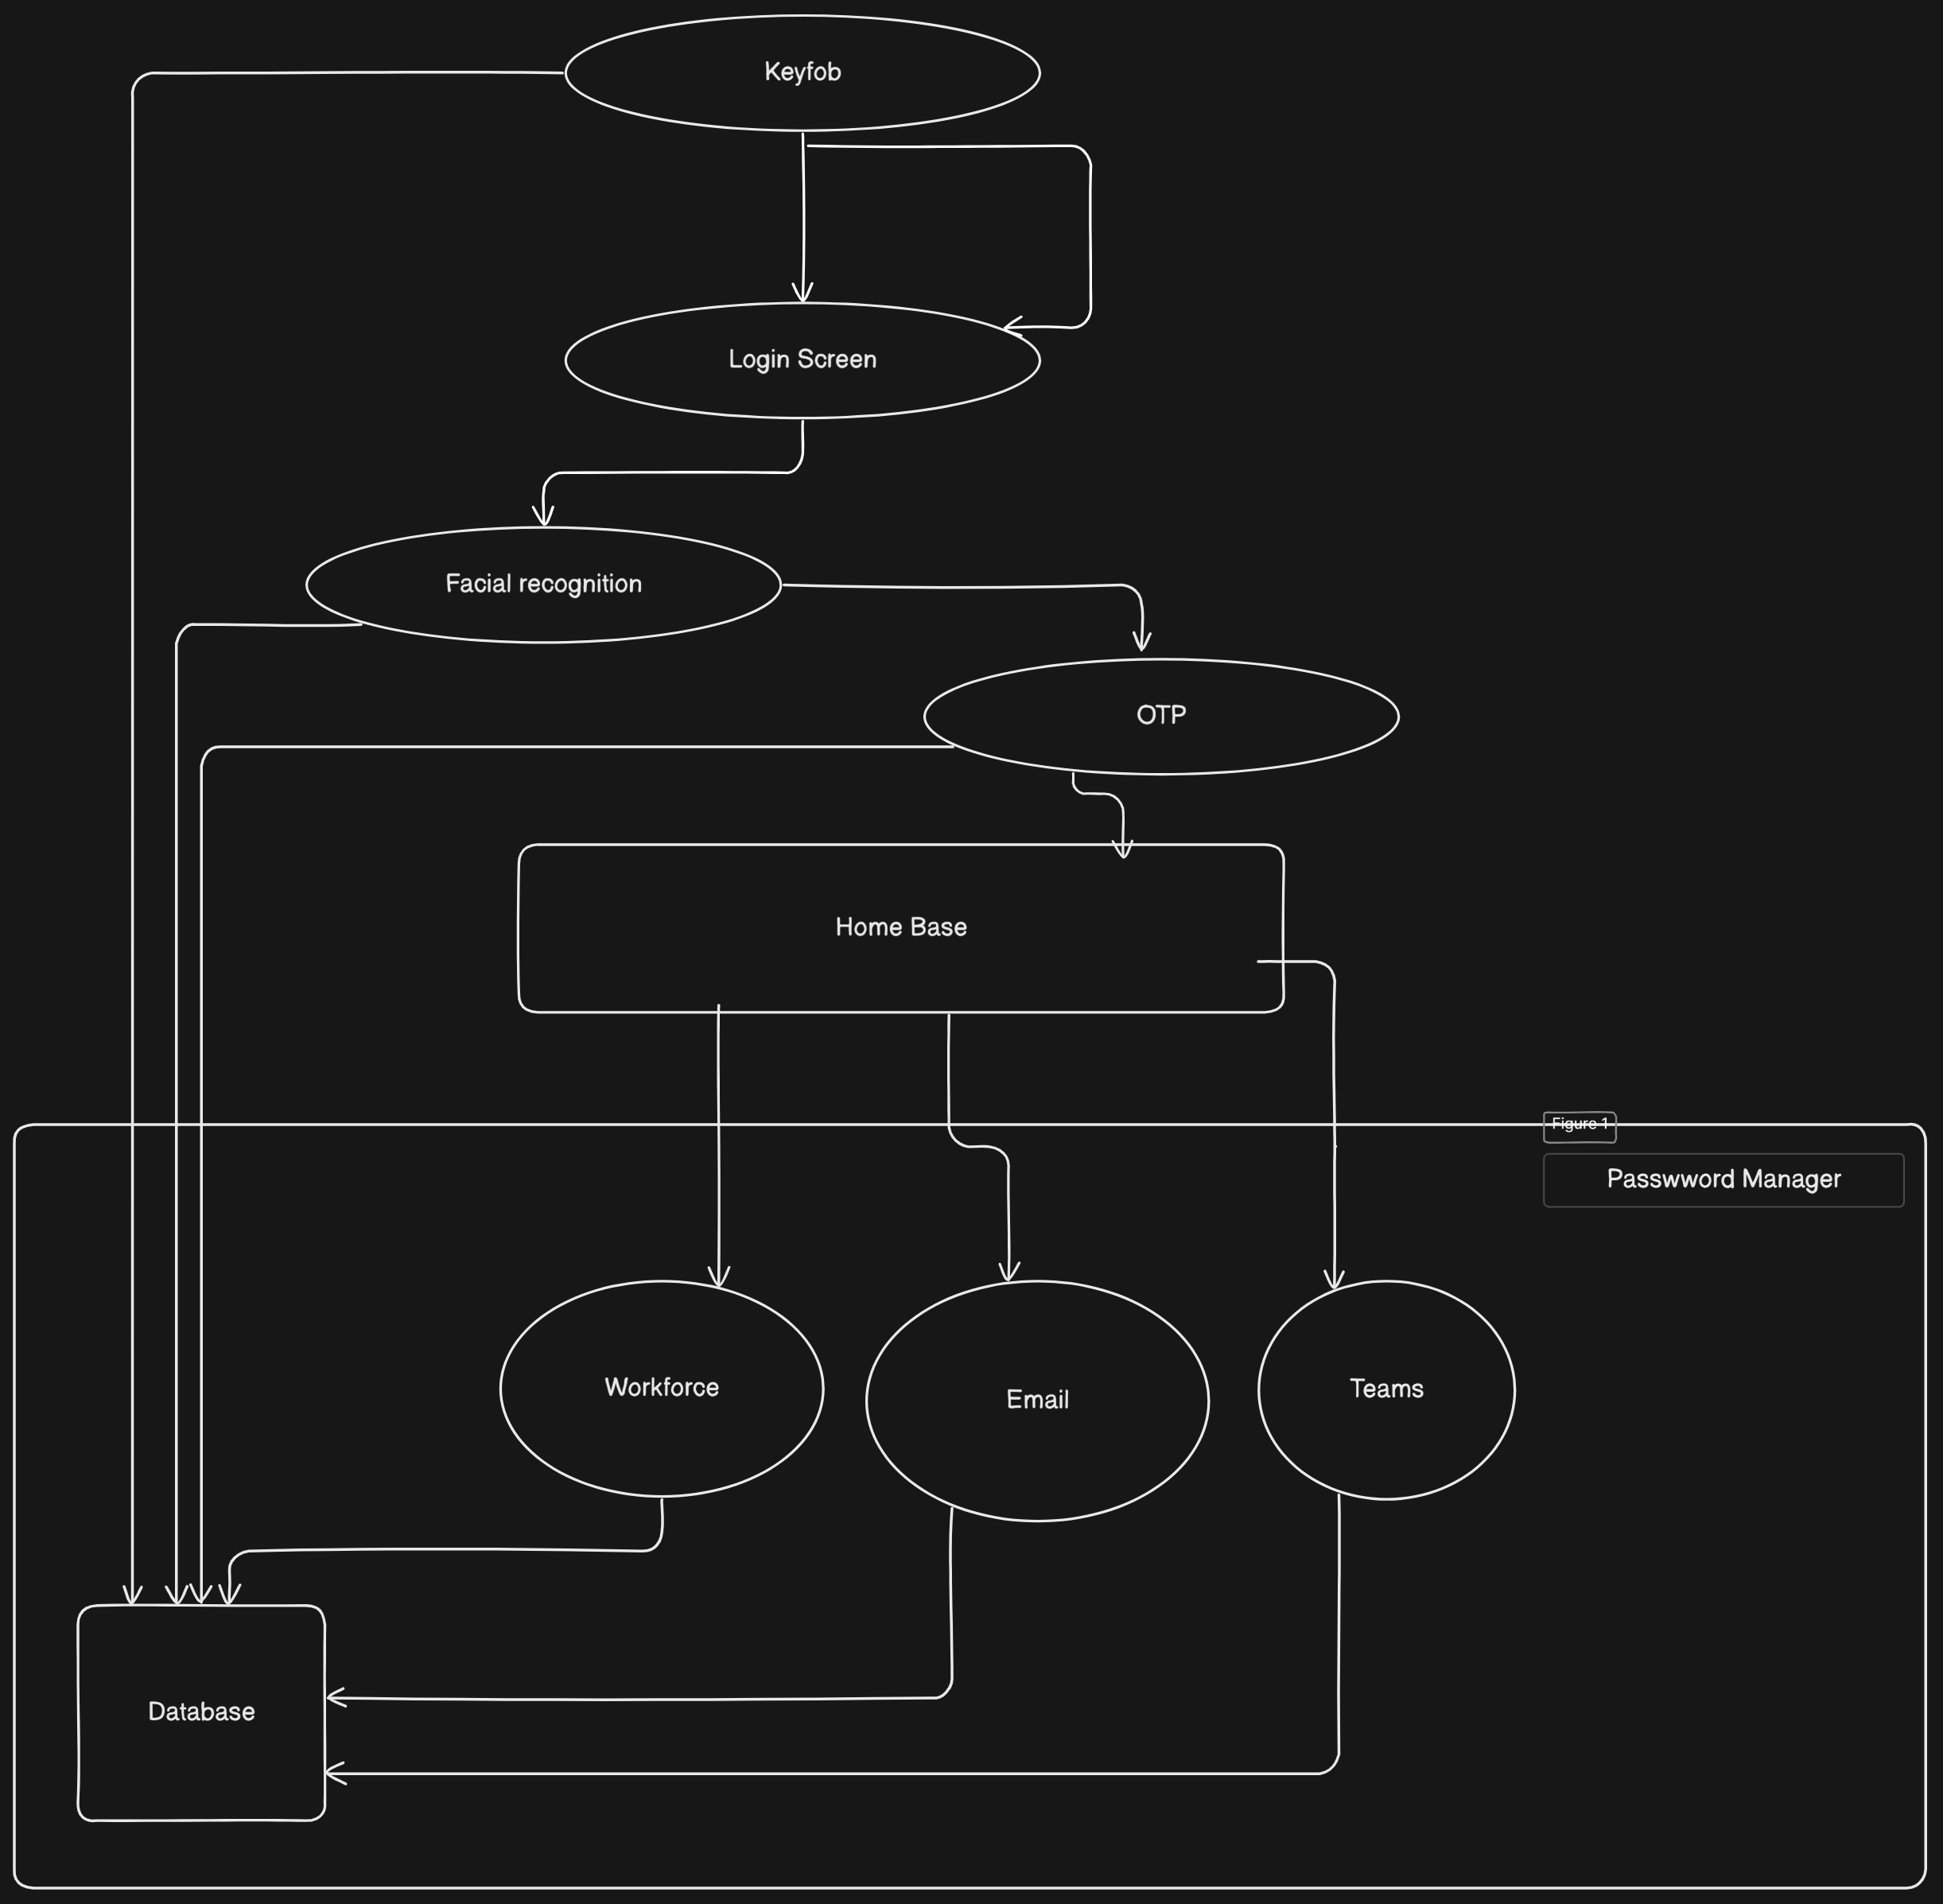 Keyfob
Login Screen
Facial recognition
OTP
Home Base
Figure 1
Passwword Manager
Workforce
Email
Teams
Database